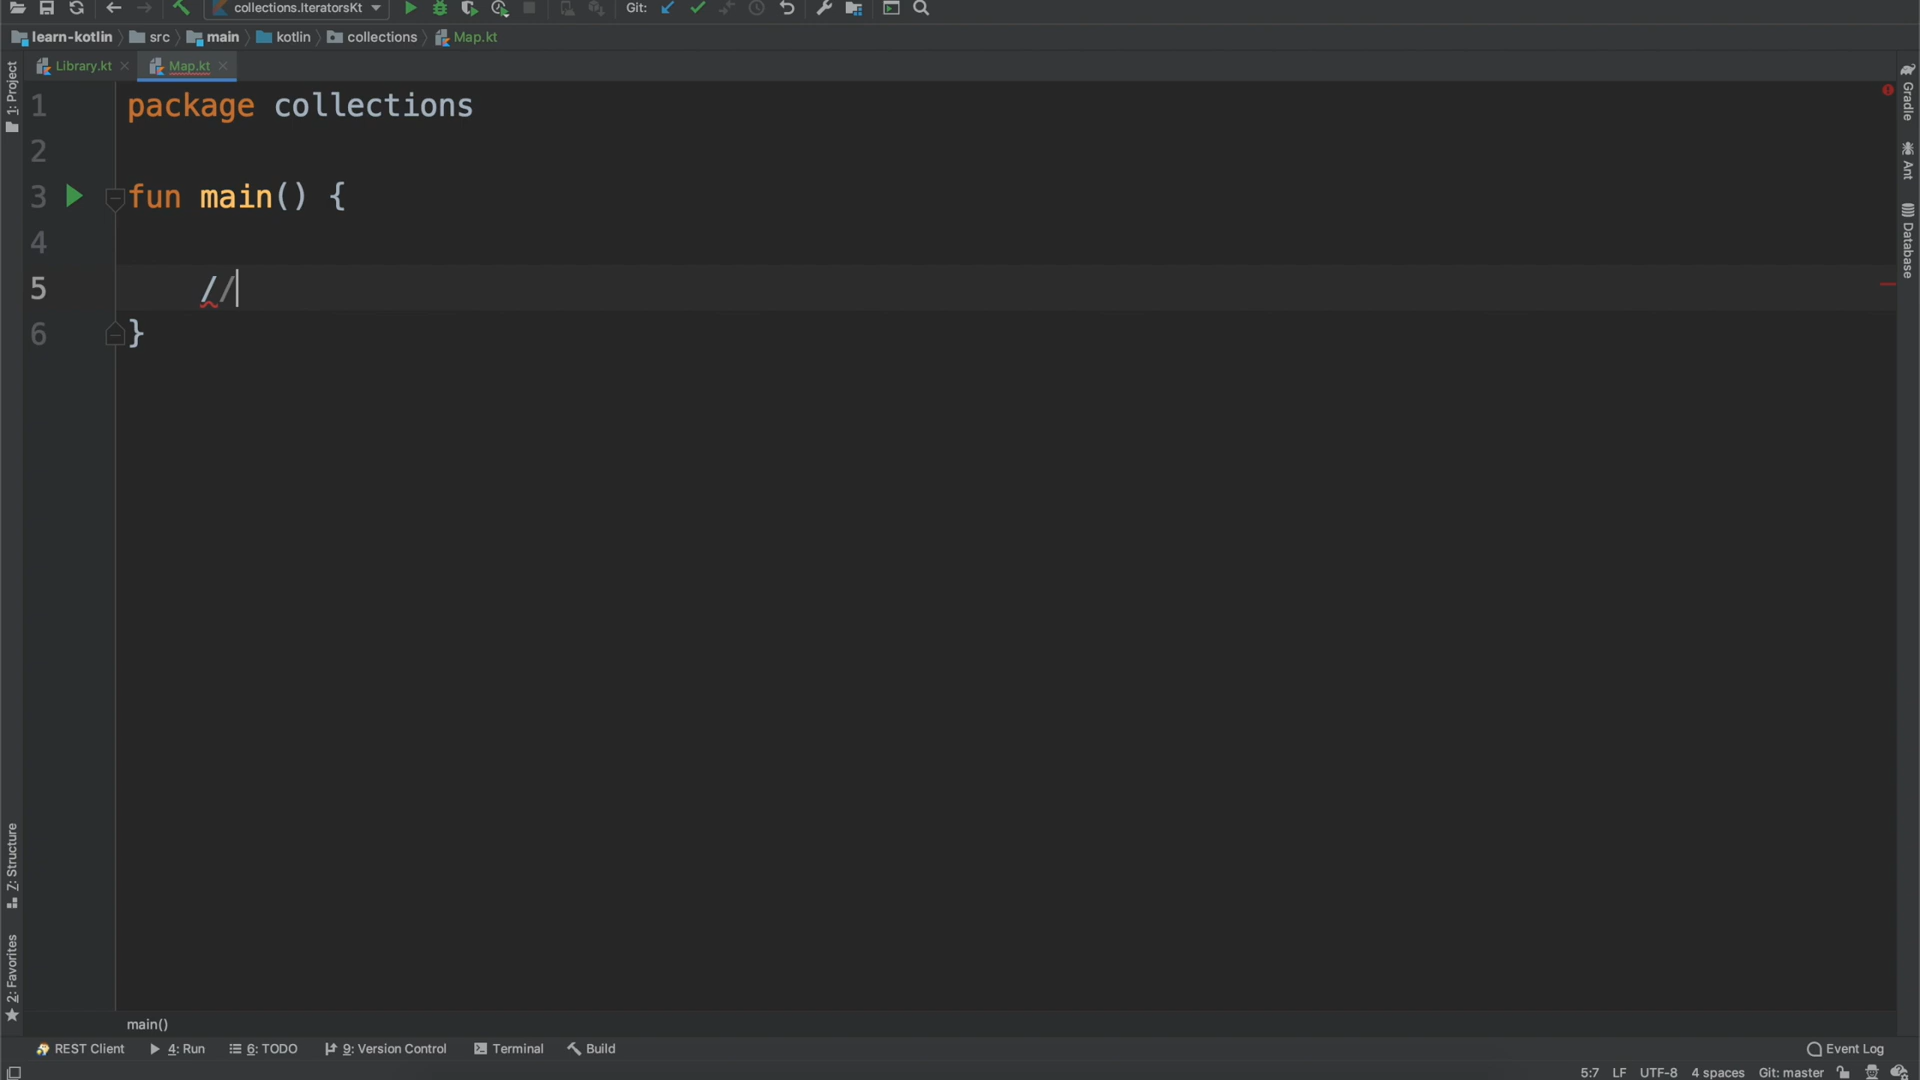 collections.IteratorsKt
Git:
learn-kotlin
src
main
kotlin
collections
Map.kt
Library.kt
Map.kt
1: Project
Gradle
Ant
Database
1 package collections
2
3 fun main() {
4
5 //
6 }
Z: Structure
2: Favorites
main()
REST Client
4: Run
6: TODO
9: Version Control
Terminal
Build
Event Log
5:7 LF UTF-8 4 spaces Git: master